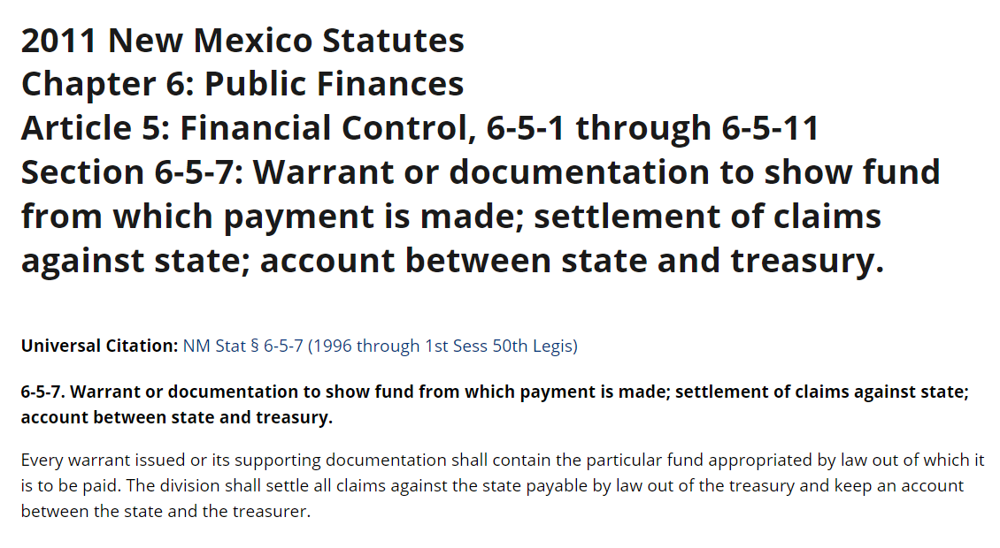 2011 New Mexico Statutes
Chapter 6: Public Finances
Article 5: Financial Control, 6-5-1 through 6-5-11
Section 6-5-7: Warrant or documentation to show fund
from which payment is made; settlement of claims
against state; account between state and treasury.
Universal Citation: NM Stat § 6-5-7 (1996 through 1st Sess 50th Legis)
6-5-7. Warrant or documentation to show fund from which payment is made; settlement of claims against state;
account between state and treasury.
Every warrant issued or its supporting documentation shall contain the particular fund appropriated by law out of which it
is to be paid. The division shall settle all claims against the state payable by law out of the treasury and keep an account
between the state and the treasurer.